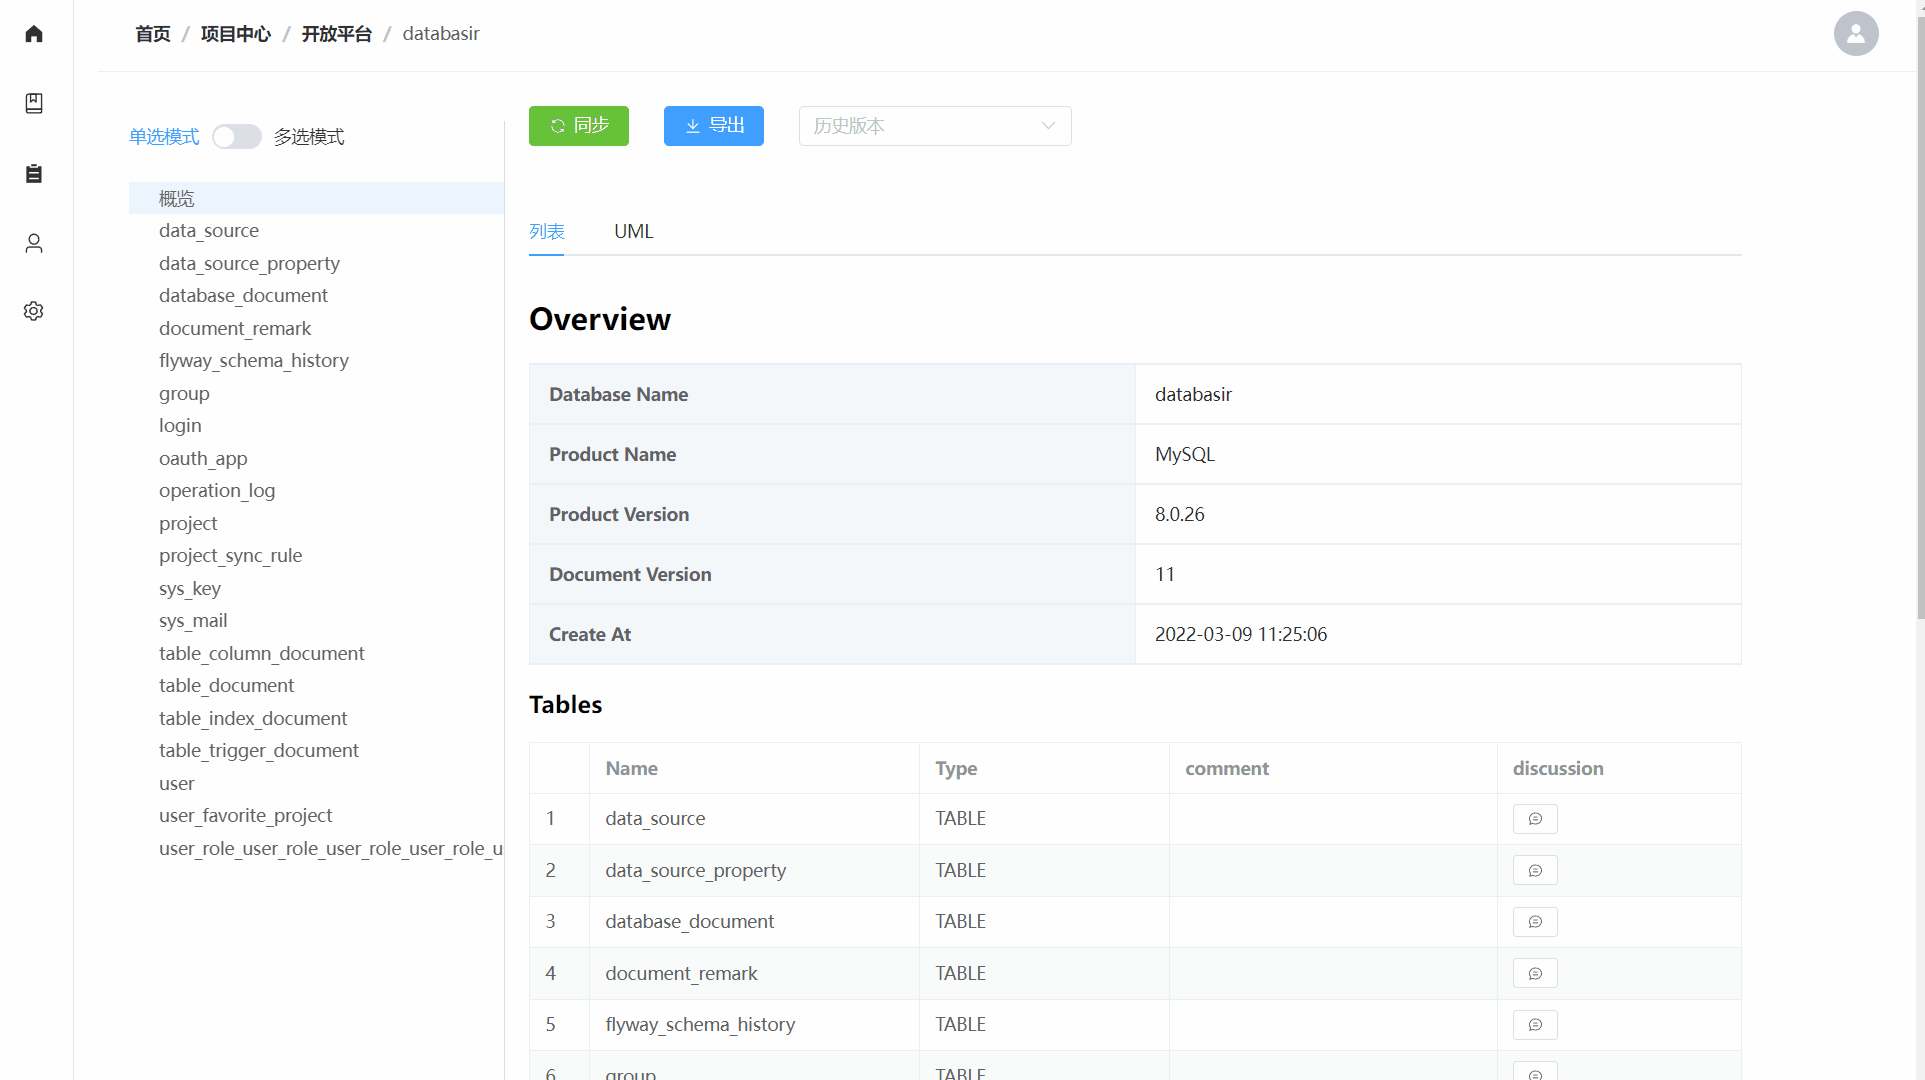 首页 / 项目中心 / 开放平台 / databasir
单选模式 多选模式
概览
data_source
data_source_property
database_document
document_remark
flyway_schema_history
group
login
oauth_app
operation_log
project
project_sync_rule
sys_key
sys_mail
table_column_document
table_document
table_index_document
table_trigger_document
user
user_favorite_project
user_role_user_role_user_role_user_role_u
同步 导出 历史版本
列表 UML
Overview
Database Name databasir
Product Name MySQL
Product Version 8.0.26
Document Version 11
Create At 2022-03-09 11:25:06
Tables
Name Type comment discussion
1 data_source TABLE
2 data_source_property TABLE
3 database_document TABLE
4 document_remark TABLE
5 flyway_schema_history TABLE
6 group TABLE